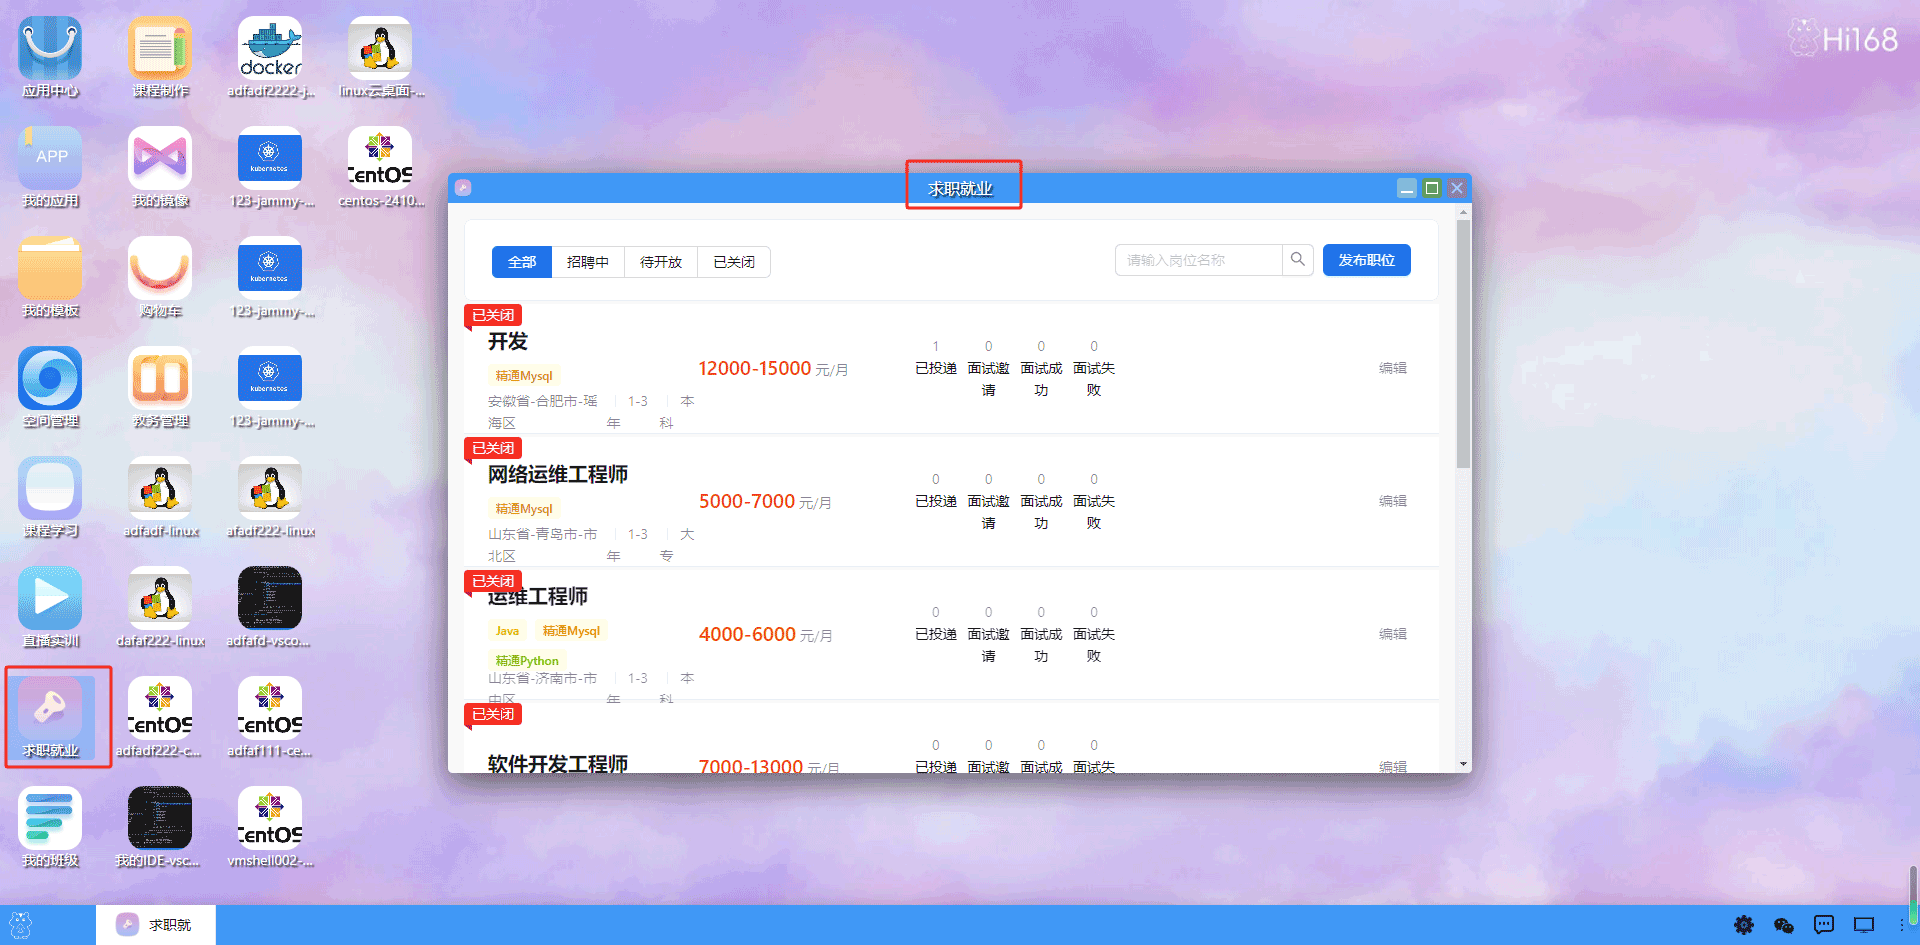 Hi168
应用中心
课程制作
docker
adfadf2222-j...
linux云桌面-...
APP
我的应用
我的镜像
kubernetes
123-jammy-...
CentOS
centos-2410...
我的模板
购物车
kubernetes
123-jammy-...
空间管理
教务管理
kubernetes
123-jammy-...
课程学习
adfadf-linux
afadf222-linux
直播实训
dafaf222-linux
adfafd-vsco...
求职就业
CentOS
adfadf222-c...
CentOS
adfaf111-ce...
我的班级
我的IDE-vsc...
CentOS
vmshell002-...
求职就业
全部
招聘中
待开放
已关闭
请输入岗位名称
发布职位
已关闭
开发
精通Mysql
安徽省-合肥市-瑶
海区
1-3
年
本
科
12000-15000 元/月
1
已投递
0
面试邀
请
0
面试成
功
0
面试失
败
编辑
已关闭
网络运维工程师
精通Mysql
山东省-青岛市-市
北区
1-3
年
大
专
5000-7000 元/月
0
已投递
0
面试邀
请
0
面试成
功
0
面试失
败
编辑
已关闭
运维工程师
Java
精通Mysql
精通Python
山东省-济南市-市
中区
1-3
年
本
科
4000-6000 元/月
0
已投递
0
面试邀
请
0
面试成
功
0
面试失
败
编辑
已关闭
软件开发工程师
7000-13000 元/月
0
已投递
0
面试邀
0
面试成
0
面试失
编辑
求职就